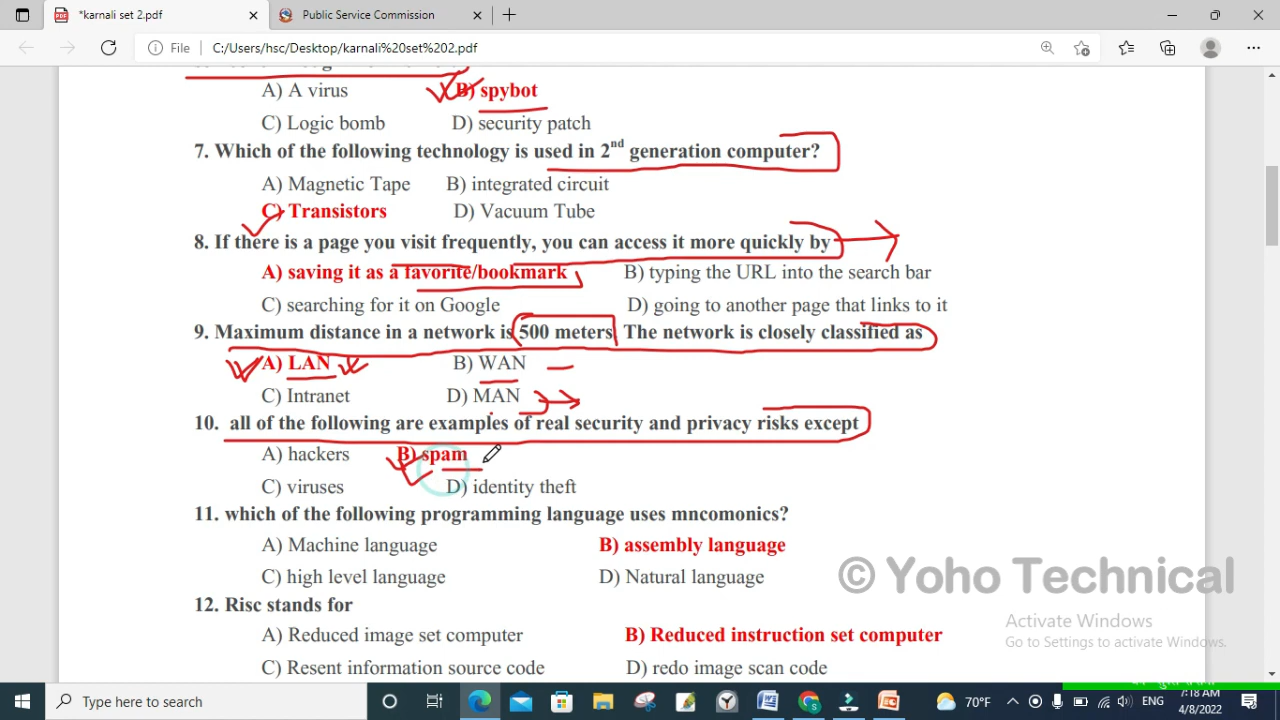 *karnali set 2.pdf
Public Service Commission
File C:/Users/hsc/Desktop/karnali%20set%202.pdf
A) A virus B) spybot
C) Logic bomb D) security patch
7. Which of the following technology is used in 2nd generation computer?
A) Magnetic Tape B) integrated circuit
C) Transistors D) Vacuum Tube
8. If there is a page you visit frequently, you can access it more quickly by
A) saving it as a favorite/bookmark B) typing the URL into the search bar
C) searching for it on Google D) going to another page that links to it
9. Maximum distance in a network is 500 meters. The network is closely classified as
A) LAN B) WAN
C) Intranet D) MAN
10. all of the following are examples of real security and privacy risks except
A) hackers B) spam
C) viruses D) identity theft
11. which of the following programming language uses mncomonics?
A) Machine language B) assembly language
C) high level language D) Natural language
© Yoho Technical
12. Risc stands for
Activate Windows
A) Reduced image set computer B) Reduced instruction set computer
Go to Settings to activate Windows.
C) Resent information source code D) redo image scan code
Type here to search
70°F
ENG
7:18 AM
4/8/2022